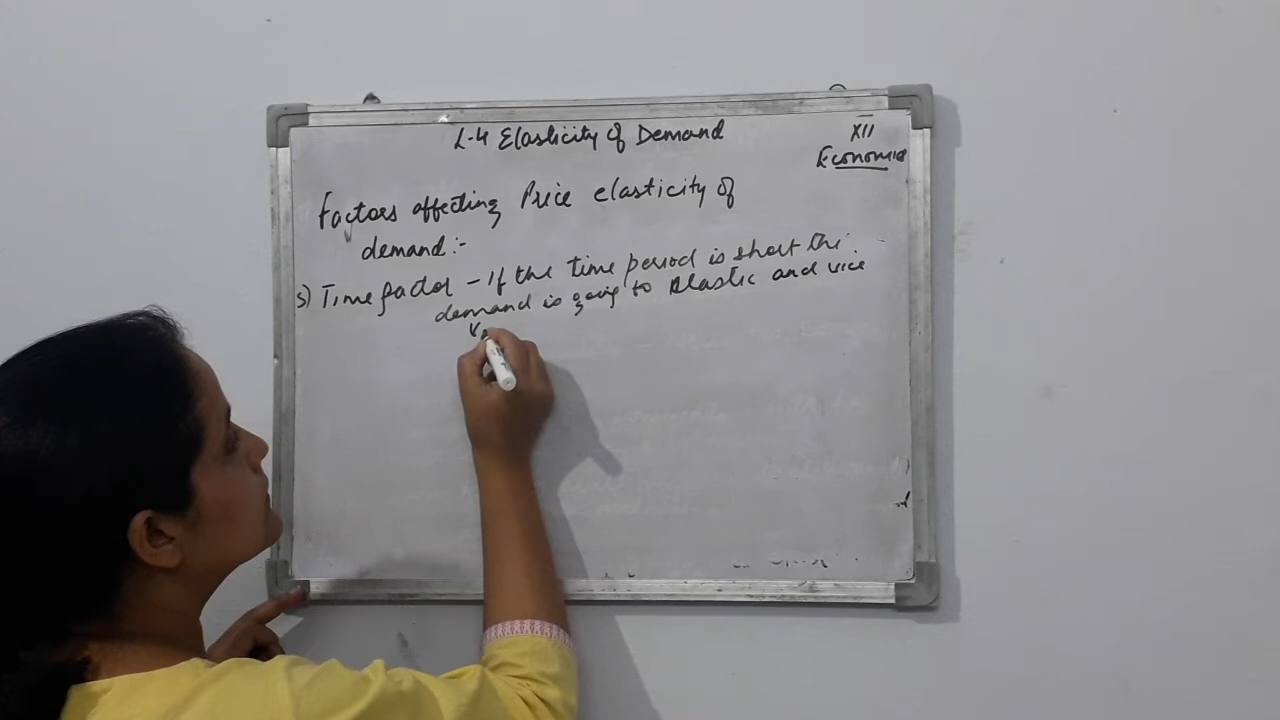 L-4 Elasticity of Demand
XII
Economics
Factors affecting Price elasticity of
demand :-
5) Time factor - If the time period is short the
demand is going to elastic and vice